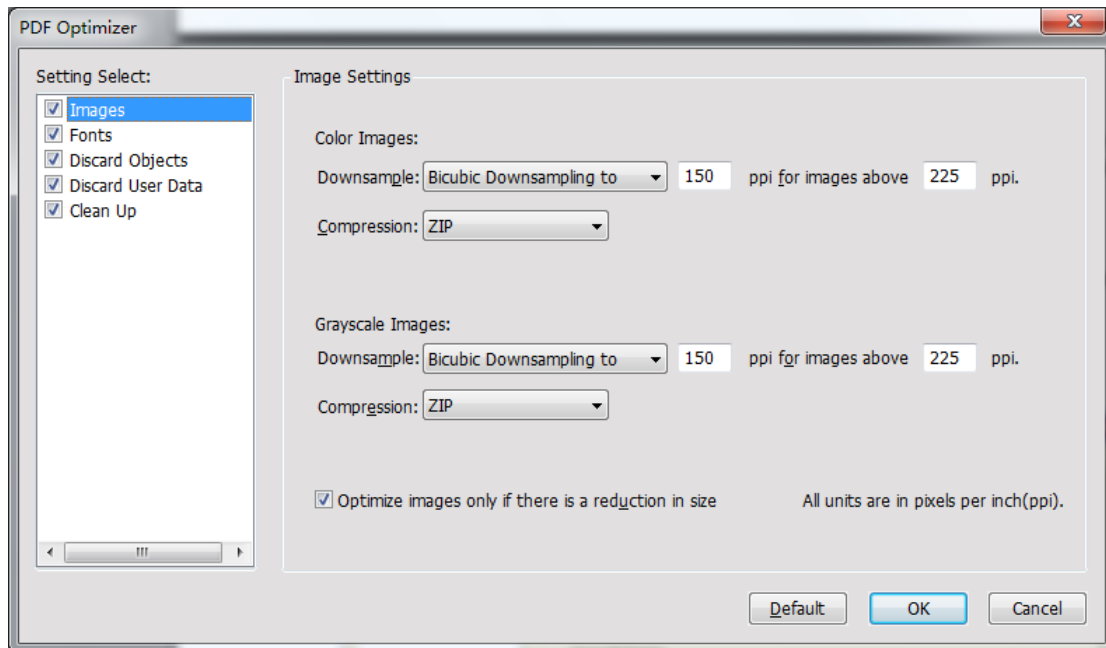 PDF Optimizer
Setting Select:
Images
Fonts
Discard Objects
Discard User Data
Clean Up
Image Settings
Color Images:
Downsample: Bicubic Downsampling to 150 ppi for images above 225 ppi.
Compression: ZIP
Grayscale Images:
Downsample: Bicubic Downsampling to 150 ppi for images above 225 ppi.
Compression: ZIP
Optimize images only if there is a reduction in size All units are in pixels per inch(ppi).
Default OK Cancel